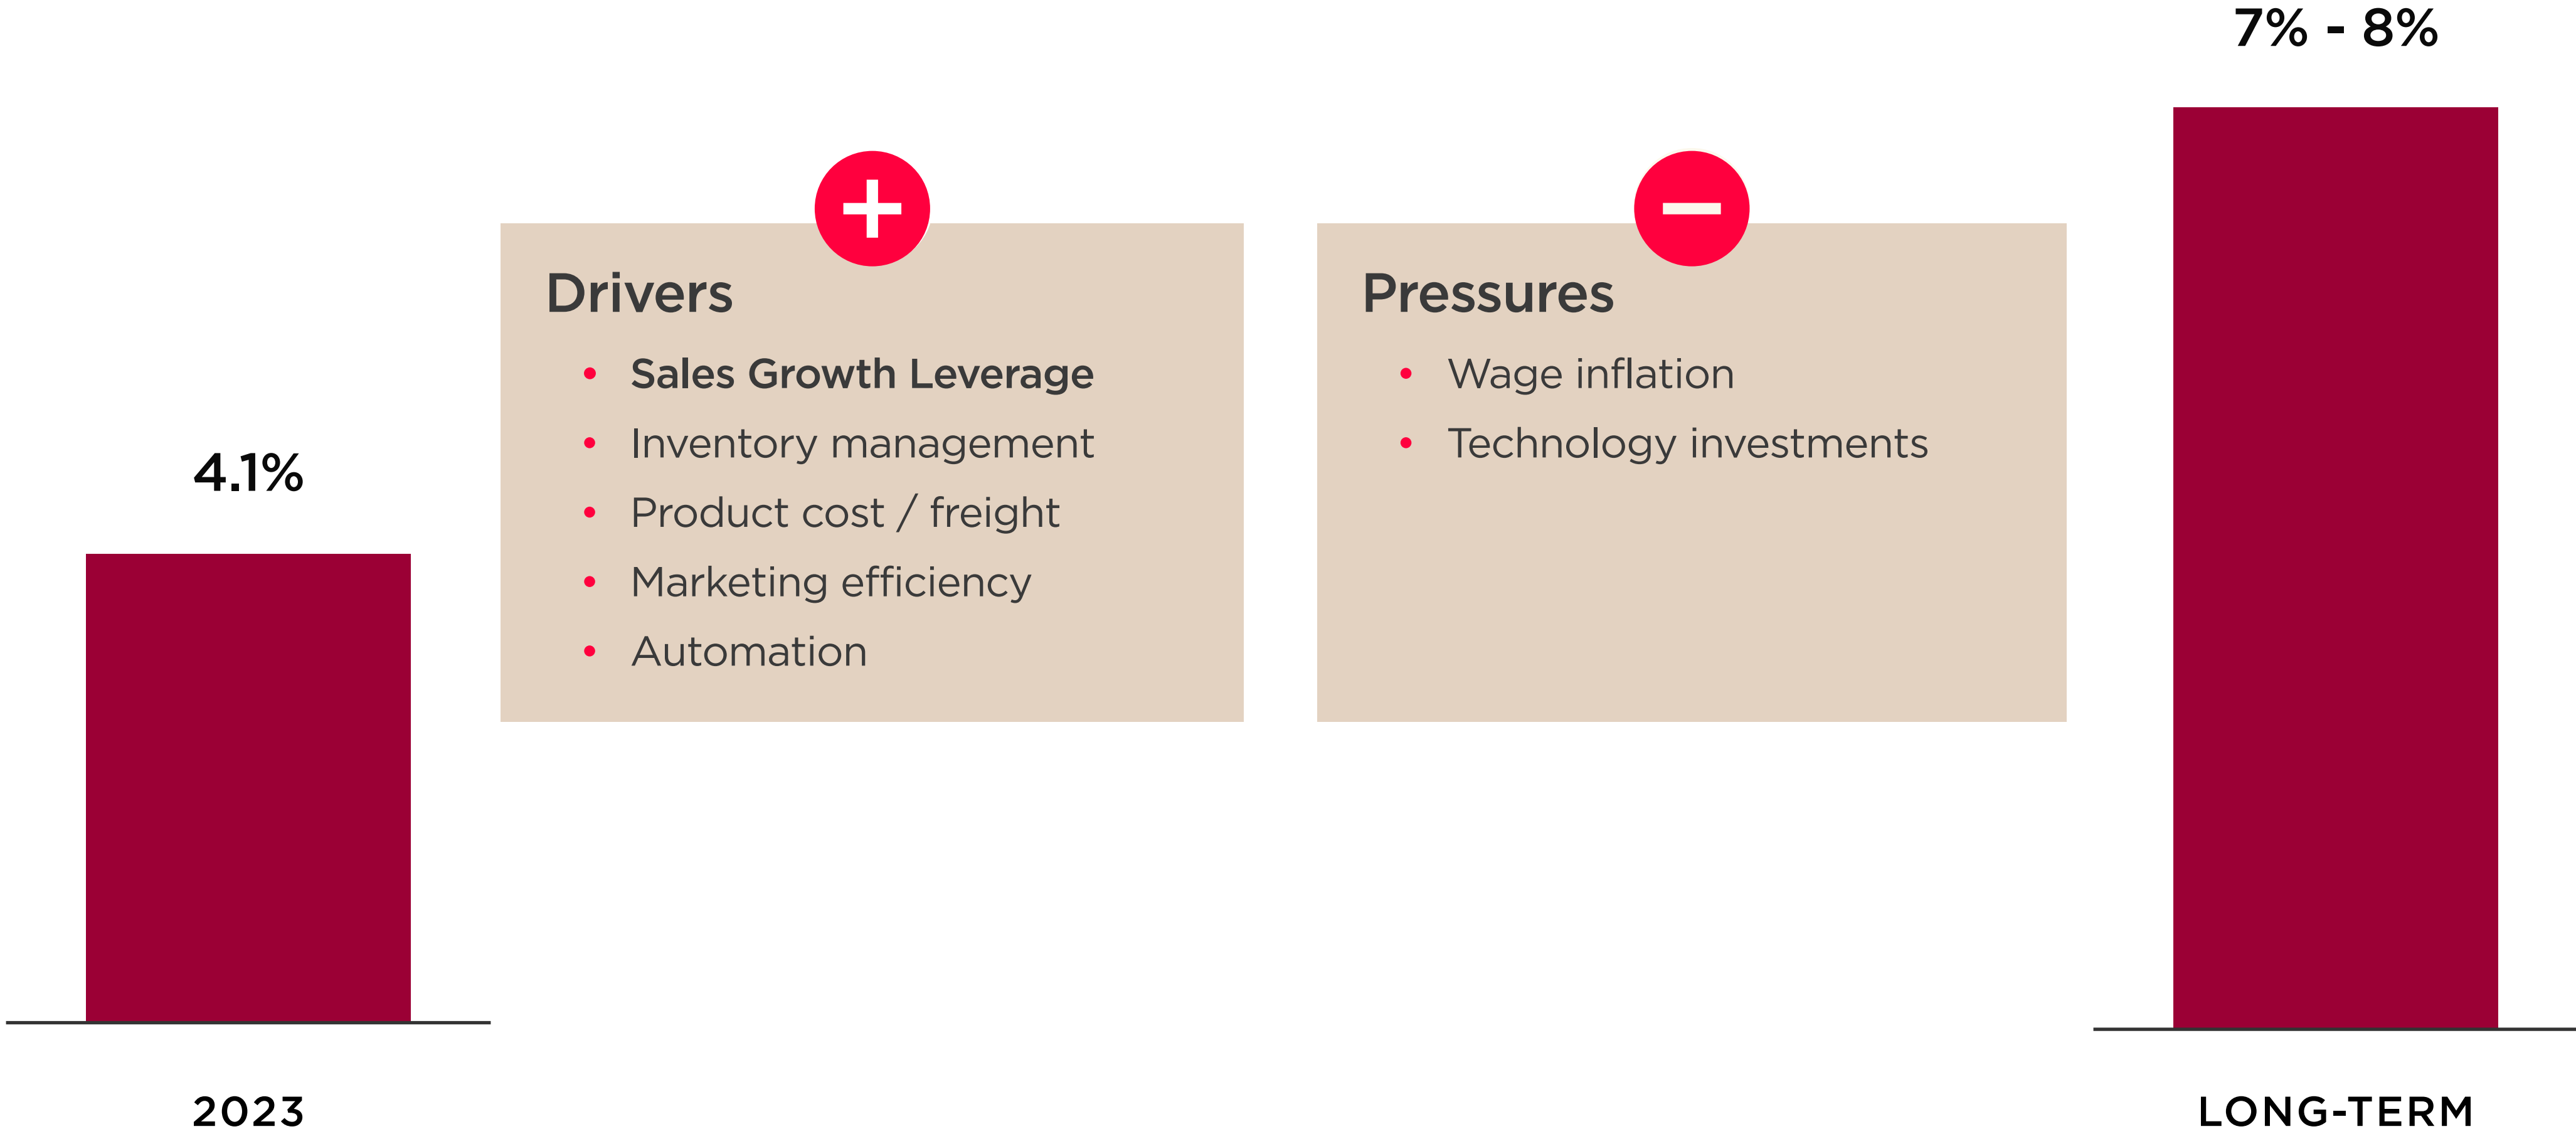 7% - 8%
4.1%
Drivers
• Sales Growth Leverage
• Inventory management
• Product cost / freight
• Marketing efficiency
• Automation
Pressures
• Wage inflation
• Technology investments
2023
LONG-TERM